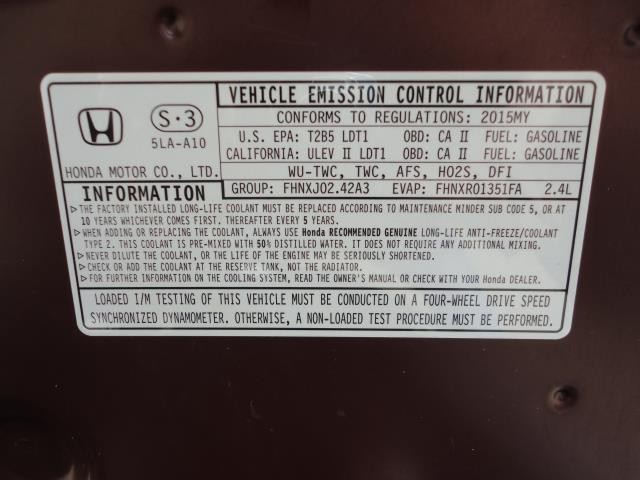 VEHICLE EMISSION CONTROL INFORMATION
S·3
CONFORMS TO REGULATIONS: 2015MY
5LA-A10
U.S. EPA: T2B5 LDT1 OBD: CA II FUEL: GASOLINE
CALIFORNIA: ULEV II LDT1 OBD: CA II FUEL: GASOLINE
HONDA MOTOR CO., LTD.
WU-TWC, TWC, AFS, HO2S, DFI
INFORMATION
GROUP: FHNXJ02.42A3 EVAP: FHNXR01351FA 2.4L
▷THE FACTORY INSTALLED LONG-LIFE COOLANT MUST BE REPLACED ACCORDING TO MAINTENANCE MINDER SUB CODE 5, OR AT
10 YEARS WHICHEVER COMES FIRST. THEREAFTER EVERY 5 YEARS.
▷WHEN ADDING OR REPLACING THE COOLANT, ALWAYS USE Honda RECOMMENDED GENUINE LONG-LIFE ANTI-FREEZE/COOLANT
TYPE 2. THIS COOLANT IS PRE-MIXED WITH 50% DISTILLED WATER. IT DOES NOT REQUIRE ANY ADDITIONAL MIXING.
▷NEVER DILUTE THE COOLANT, OR THE LIFE OF THE ENGINE MAY BE SERIOUSLY SHORTENED.
▷CHECK OR ADD THE COOLANT AT THE RESERVE TANK, NOT THE RADIATOR.
▷FOR FURTHER INFORMATION ON THE COOLING SYSTEM, READ THE OWNER'S MANUAL OR CHECK WITH YOUR Honda DEALER.
LOADED I/M TESTING OF THIS VEHICLE MUST BE CONDUCTED ON A FOUR-WHEEL DRIVE SPEED
SYNCHRONIZED DYNAMOMETER. OTHERWISE, A NON-LOADED TEST PROCEDURE MUST BE PERFORMED.